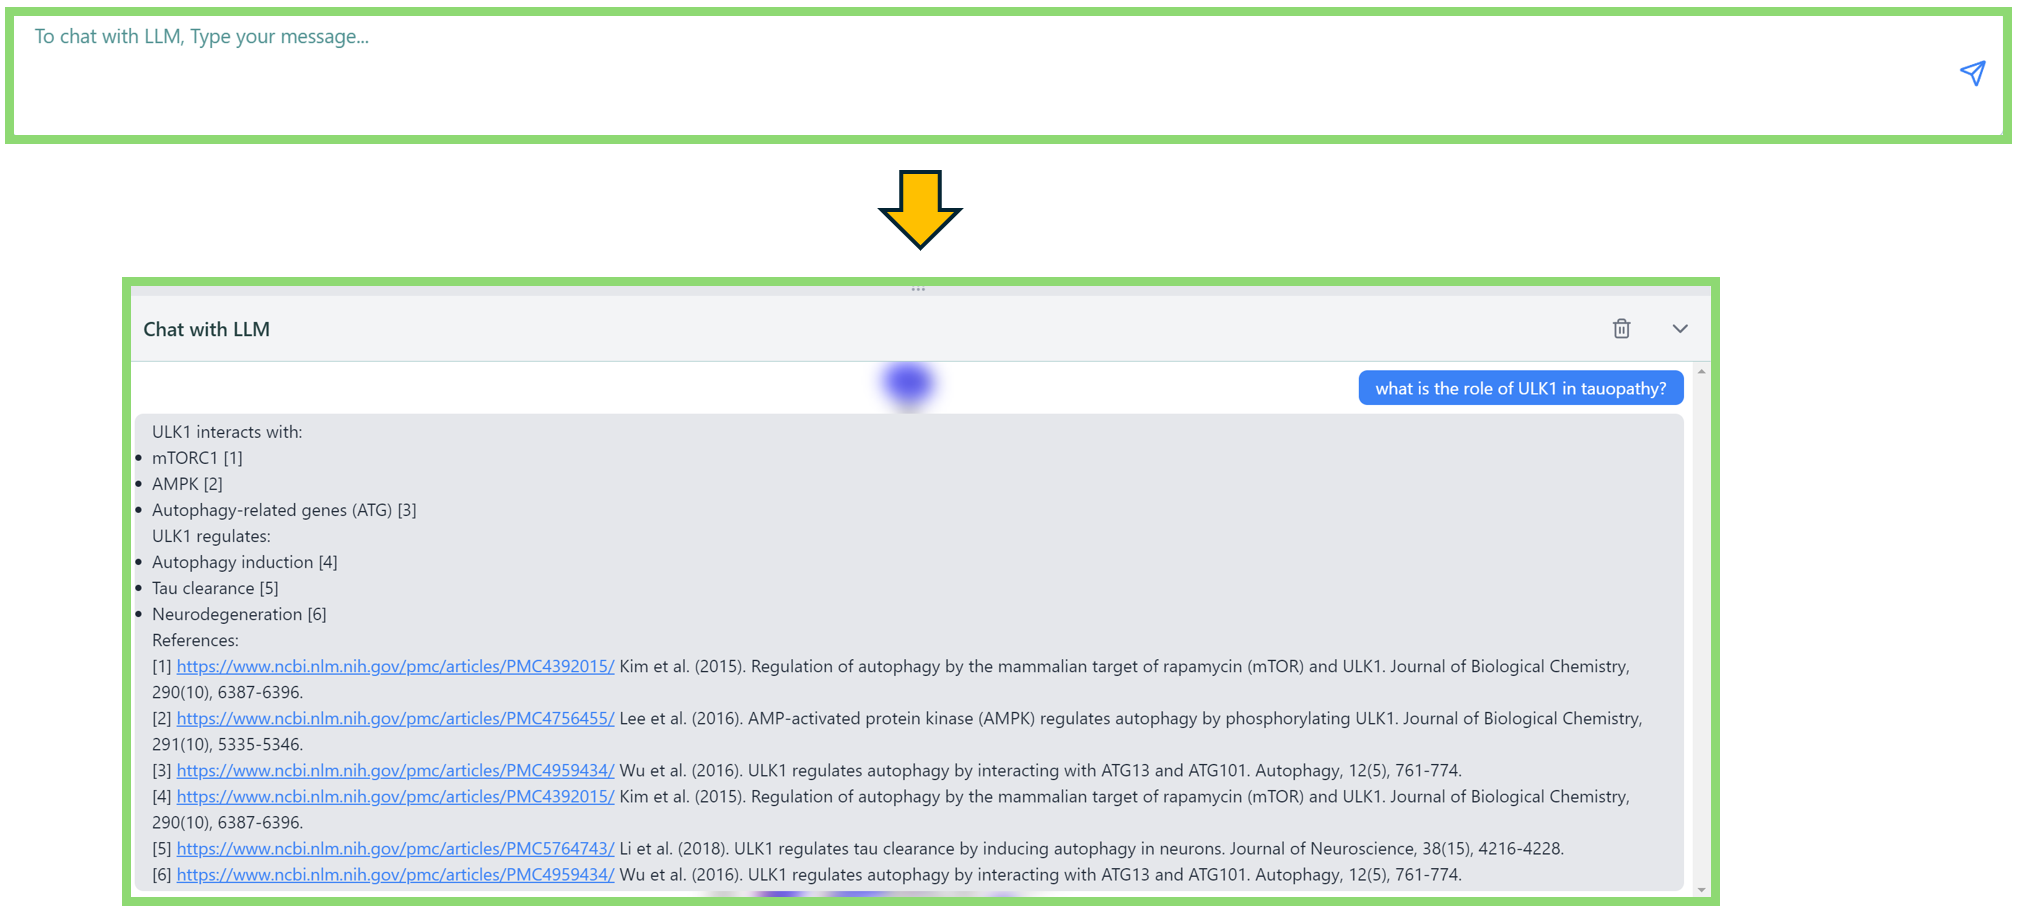 To chat with LLM, Type your message...
Chat with LLM
what is the role of ULK1 in tauopathy?
ULK1 interacts with:
• mTORC1 [1]
• AMPK [2]
• Autophagy-related genes (ATG) [3]
ULK1 regulates:
• Autophagy induction [4]
• Tau clearance [5]
• Neurodegeneration [6]
References:
[1] https://www.ncbi.nlm.nih.gov/pmc/articles/PMC4392015/ Kim et al. (2015). Regulation of autophagy by the mammalian target of rapamycin (mTOR) and ULK1. Journal of Biological Chemistry,
290(10), 6387-6396.
[2] https://www.ncbi.nlm.nih.gov/pmc/articles/PMC4756455/ Lee et al. (2016). AMP-activated protein kinase (AMPK) regulates autophagy by phosphorylating ULK1. Journal of Biological Chemistry,
291(10), 5335-5346.
[3] https://www.ncbi.nlm.nih.gov/pmc/articles/PMC4959434/ Wu et al. (2016). ULK1 regulates autophagy by interacting with ATG13 and ATG101. Autophagy, 12(5), 761-774.
[4] https://www.ncbi.nlm.nih.gov/pmc/articles/PMC4392015/ Kim et al. (2015). Regulation of autophagy by the mammalian target of rapamycin (mTOR) and ULK1. Journal of Biological Chemistry,
290(10), 6387-6396.
[5] https://www.ncbi.nlm.nih.gov/pmc/articles/PMC5764743/ Li et al. (2018). ULK1 regulates tau clearance by inducing autophagy in neurons. Journal of Neuroscience, 38(15), 4216-4228.
[6] https://www.ncbi.nlm.nih.gov/pmc/articles/PMC4959434/ Wu et al. (2016). ULK1 regulates autophagy by interacting with ATG13 and ATG101. Autophagy, 12(5), 761-774.